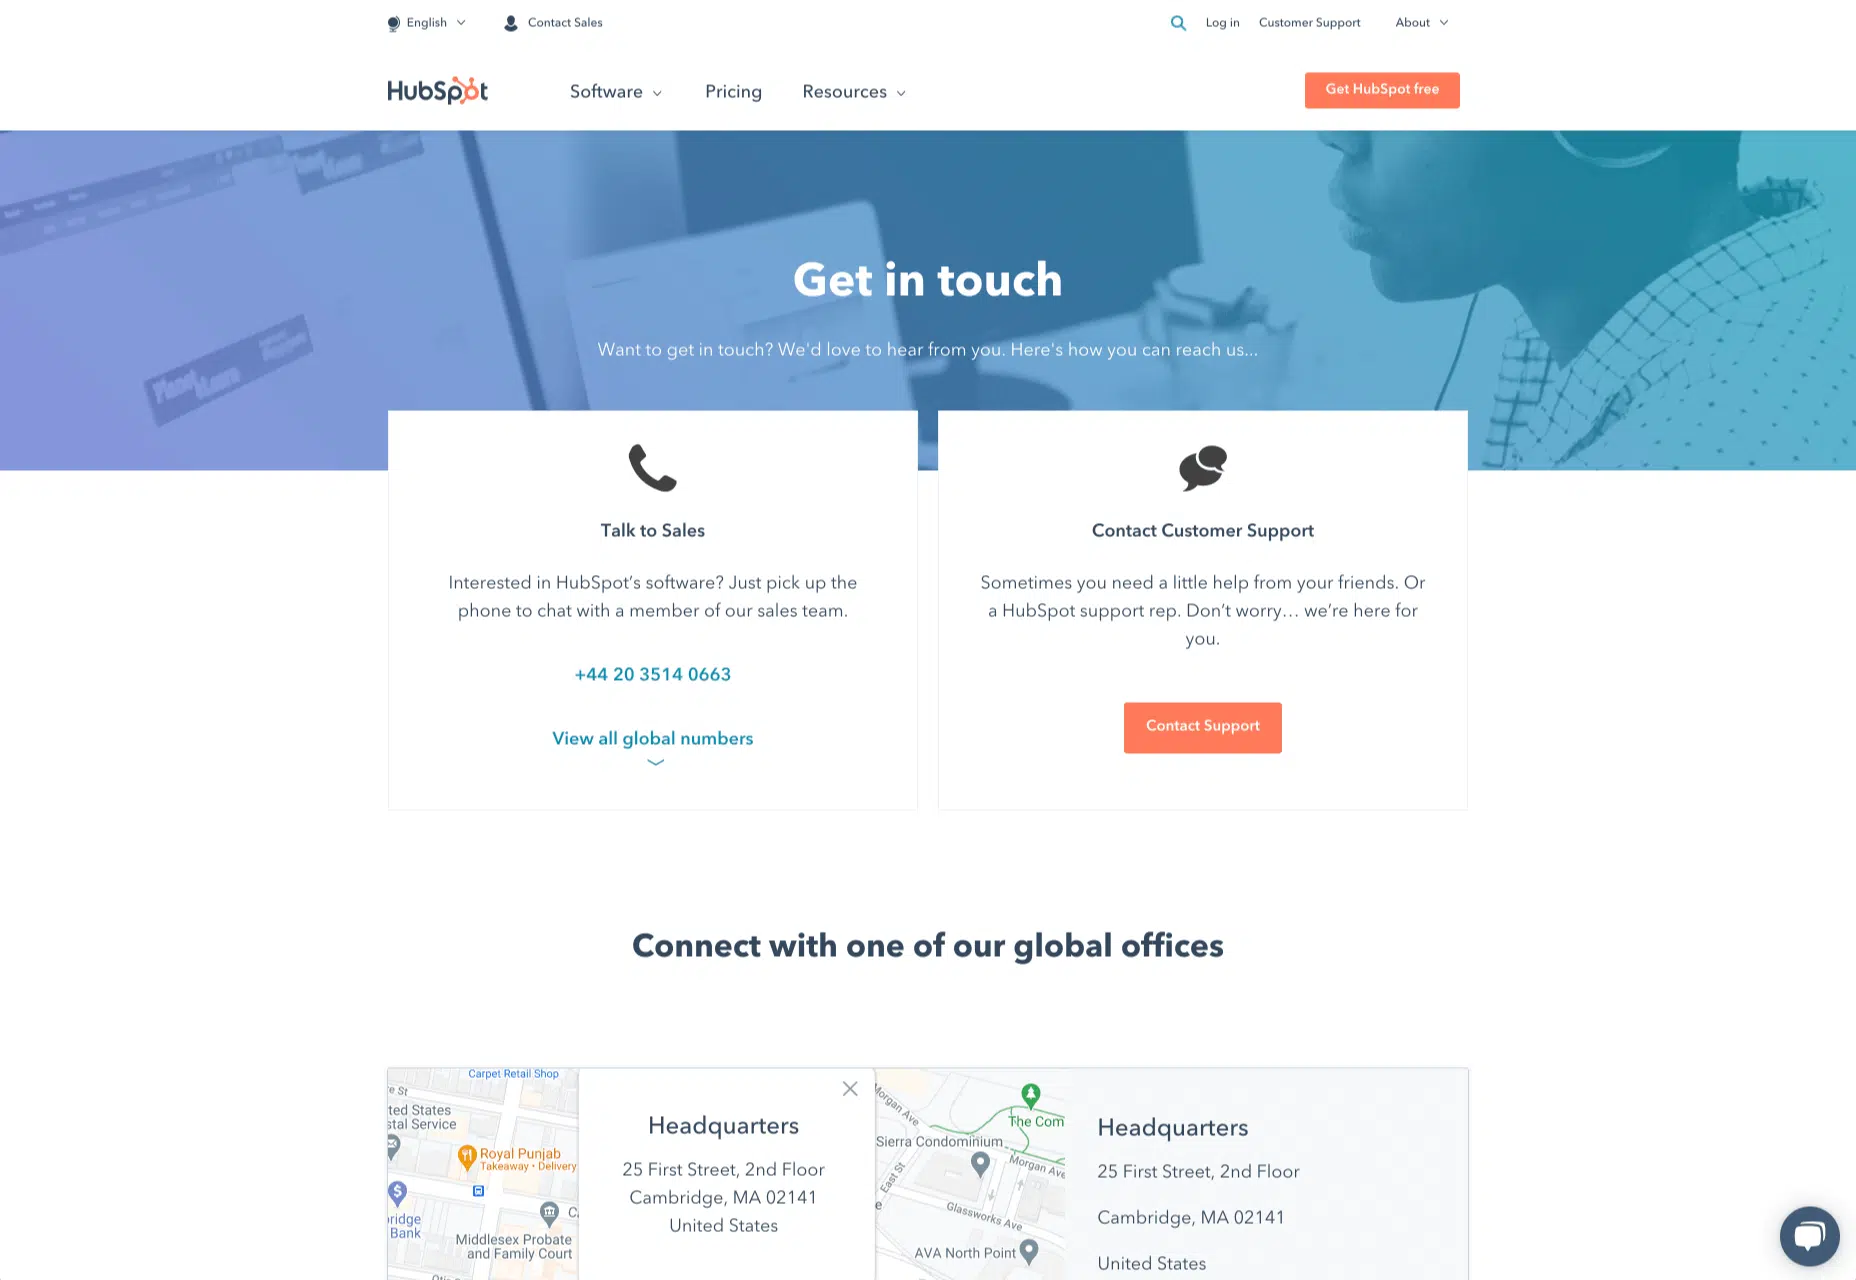 English
Contact Sales
Log in
Customer Support
About
HubSpot
Software
Pricing
Resources
Get HubSpot free
Get in touch
Want to get in touch? We'd love to hear from you. Here's how you can reach us...
Talk to Sales
Interested in HubSpot’s software? Just pick up the
phone to chat with a member of our sales team.
+44 20 3514 0663
View all global numbers
Contact Customer Support
Sometimes you need a little help from your friends. Or
a HubSpot support rep. Don’t worry… we’re here for
you.
Contact Support
Connect with one of our global offices
Carpet Retail Shop
e St
ted States
stal Service
Royal Punjab
Takeaway • Delivery
ridge
Bank
Middlesex Probate
and Family Court
Headquarters
25 First Street, 2nd Floor
Cambridge, MA 02141
United States
Morgan Ave
The Com
Sierra Condominium
Morgan Ave
East St
Glassworks Ave
AVA North Point
Headquarters
25 First Street, 2nd Floor
Cambridge, MA 02141
United States